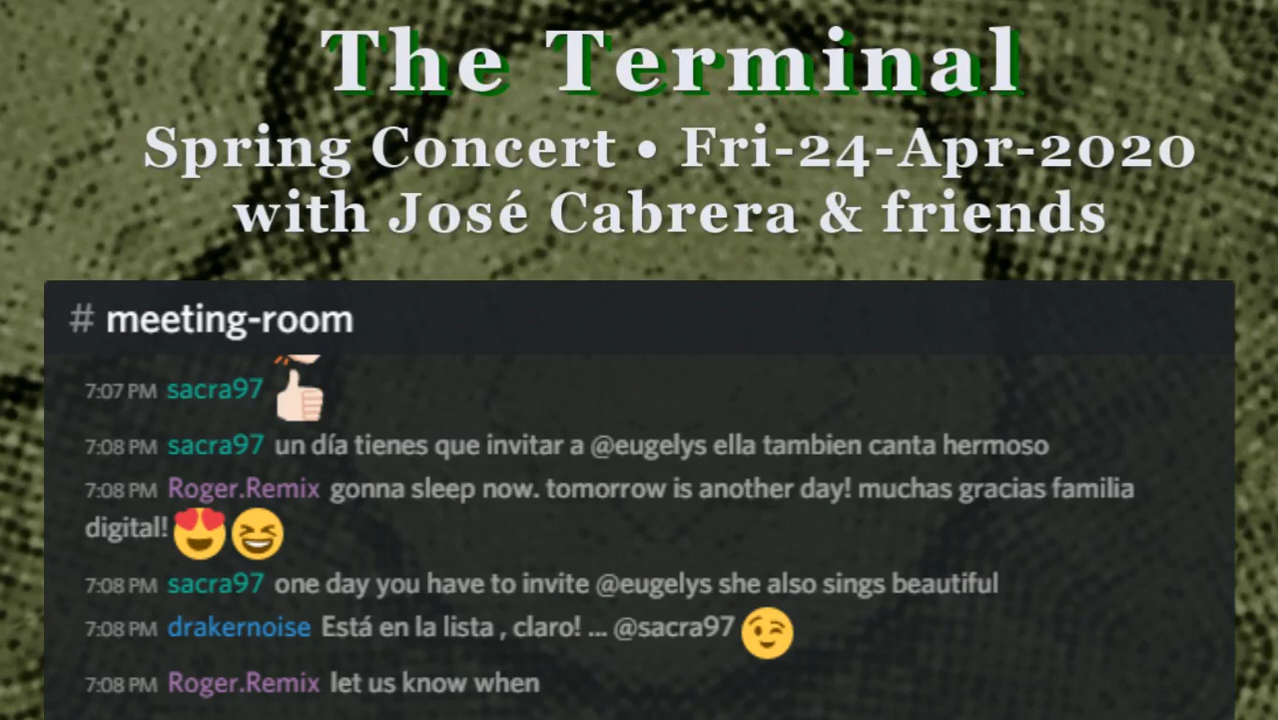 The Terminal
Spring Concert • Fri-24-Apr-2020
with José Cabrera & friends
# meeting-room
7:07 PM sacra97
7:08 PM sacra97 un día tienes que invitar a @eugelys ella tambien canta hermoso
7:08 PM Roger.Remix gonna sleep now. tomorrow is another day! muchas gracias familia
digital!
7:08 PM sacra97 one day you have to invite @eugelys she also sings beautiful
7:08 PM drakernoise Está en la lista , claro! ... @sacra97
7:08 PM Roger.Remix let us know when